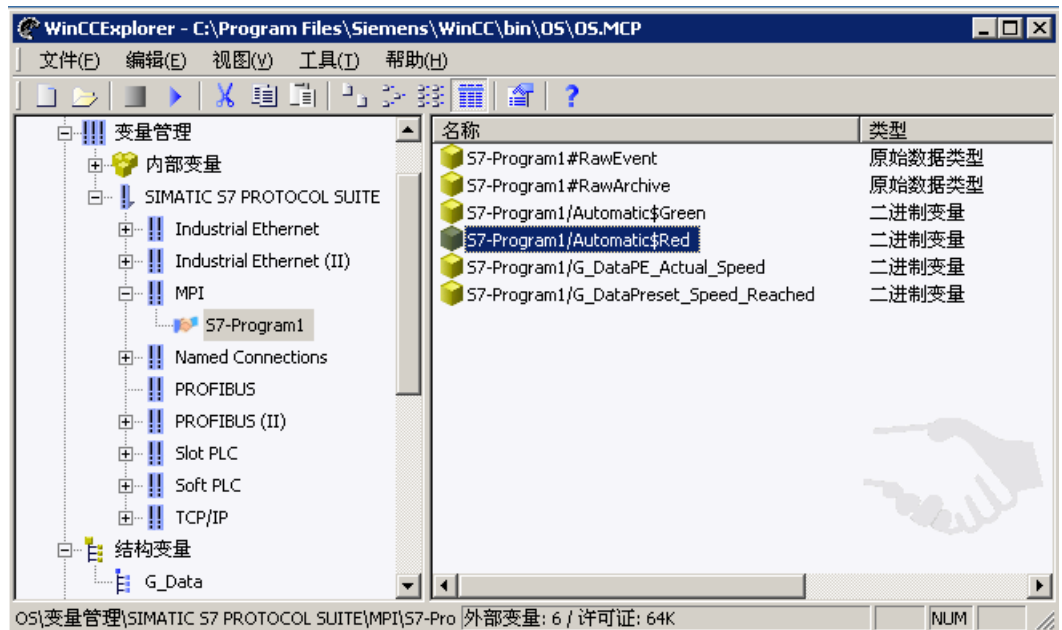 WinCCExplorer - C:\Program Files\Siemens\WinCC\bin\OS\OS.MCP
文件(F) 编辑(E) 视图(V) 工具(T) 帮助(H)
变量管理
内部变量
SIMATIC S7 PROTOCOL SUITE
Industrial Ethernet
Industrial Ethernet (II)
MPI
S7-Program1
Named Connections
PROFIBUS
PROFIBUS (II)
Slot PLC
Soft PLC
TCP/IP
结构变量
G_Data
名称 类型
S7-Program1#RawEvent 原始数据类型
S7-Program1#RawArchive 原始数据类型
S7-Program1/Automatic$Green 二进制变量
S7-Program1/Automatic$Red 二进制变量
S7-Program1/G_DataPE_Actual_Speed 二进制变量
S7-Program1/G_DataPreset_Speed_Reached 二进制变量
OS\变量管理\SIMATIC S7 PROTOCOL SUITE\MPI\S7-Pro 外部变量: 6 / 许可证: 64K NUM